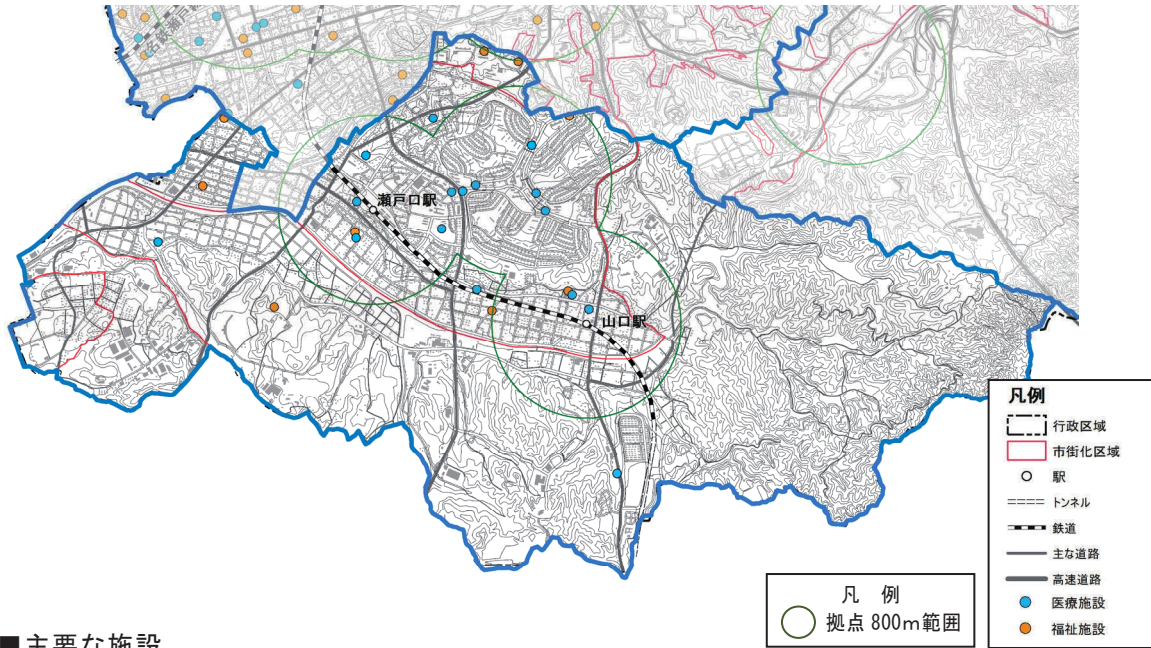 瀬戸口駅
山口駅
凡例
行政区域
市街化区域
駅
トンネル
鉄道
主な道路
高速道路
医療施設
福祉施設
凡 例
拠点 800m範囲
■主要な施設